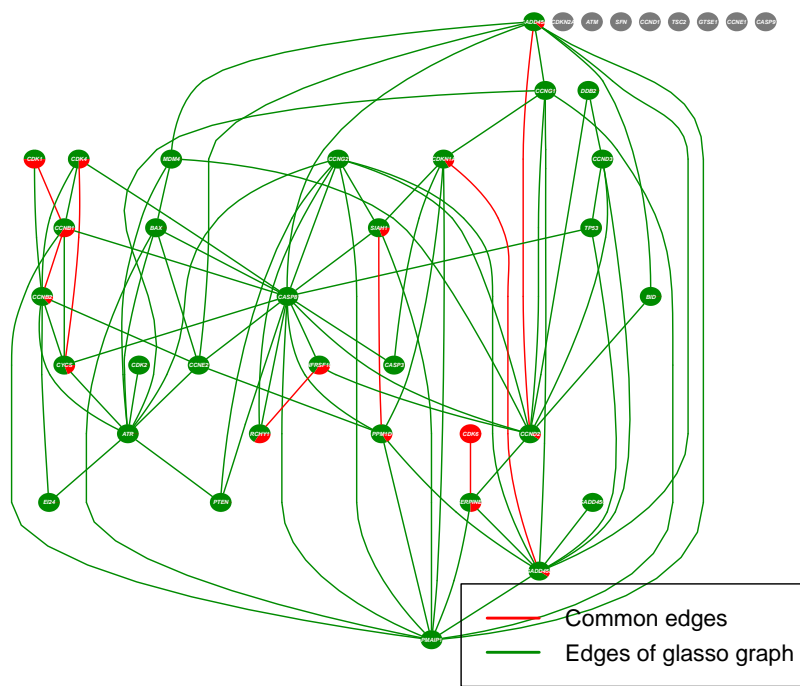 GADD45
CDKN2A
ATM
SFN
CCND1
TSC2
GTSE1
CCNE1
CASP9
CCNG1
DDB2
CDK1
CDK4
MDM4
CCNG2
CDKN1A
CCND3
CCNB1
BAX
SIAH1
TP53
CCNB2
CASP8
BID
CYCS
CDK2
CCNE2
NFRSF1
CASP3
ATR
RCHY1
PPM1D
CDK6
CCND2
EI24
PTEN
ERPINE
GADD45
GADD45
PMAIP1
Common edges
Edges of glasso graph